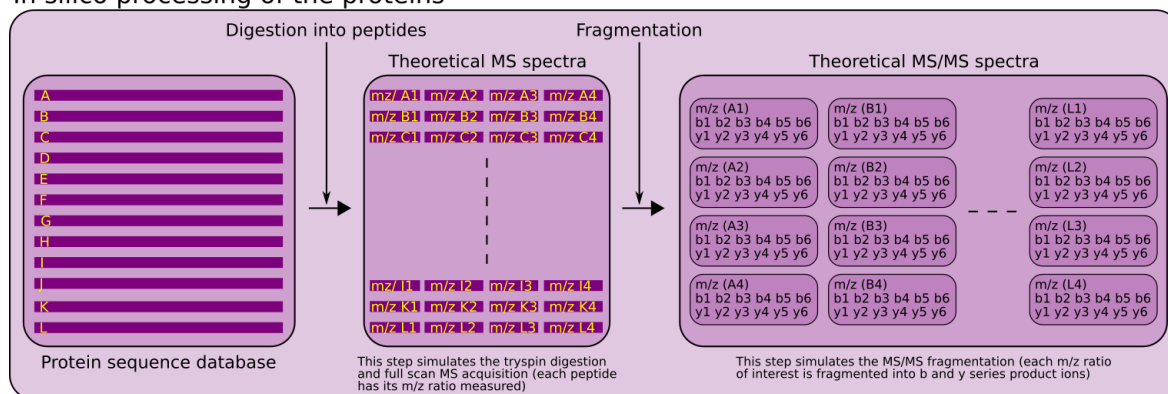 In silico processing of the proteins
Digestion into peptides
Fragmentation
Theoretical MS spectra
Theoretical MS/MS spectra
A
B
C
D
E
F
G
H
I
J
K
L
Protein sequence database
mz/ A1 m/z A2 m/z A3 m/z A4
m/z B1 m/z B2 m/z B3 m/z B4
m/z C1 m/z C2 m/z C3 m/z C4
mz/ J1 m/z J2 m/z J3 m/z J4
m/z K1 m/z K2 m/z K3 m/z K4
m/z L1 m/z L2 m/z L3 m/z L4
This step simulates the tryspin digestion
and full scan MS acquisition (each peptide
has its m/z ratio measured)
m/z (A1)
b1 b2 b3 b4 b5 b6
y1 y2 y3 y4 y5 y6
m/z (B1)
b1 b2 b3 b4 b5 b6
y1 y2 y3 y4 y5 y6
m/z (L1)
b1 b2 b3 b4 b5 b6
y1 y2 y3 y4 y5 y6
m/z (A2)
b1 b2 b3 b4 b5 b6
y1 y2 y3 y4 y5 y6
m/z (B2)
b1 b2 b3 b4 b5 b6
y1 y2 y3 y4 y5 y6
m/z (L2)
b1 b2 b3 b4 b5 b6
y1 y2 y3 y4 y5 y6
m/z (A3)
b1 b2 b3 b4 b5 b6
y1 y2 y3 y4 y5 y6
m/z (B3)
b1 b2 b3 b4 b5 b6
y1 y2 y3 y4 y5 y6
m/z (L3)
b1 b2 b3 b4 b5 b6
y1 y2 y3 y4 y5 y6
m/z (A4)
b1 b2 b3 b4 b5 b6
y1 y2 y3 y4 y5 y6
m/z (B4)
b1 b2 b3 b4 b5 b6
y1 y2 y3 y4 y5 y6
m/z (L4)
b1 b2 b3 b4 b5 b6
y1 y2 y3 y4 y5 y6
This step simulates the MS/MS fragmentation (each m/z ratio
of interest is fragmented into b and y series product ions)